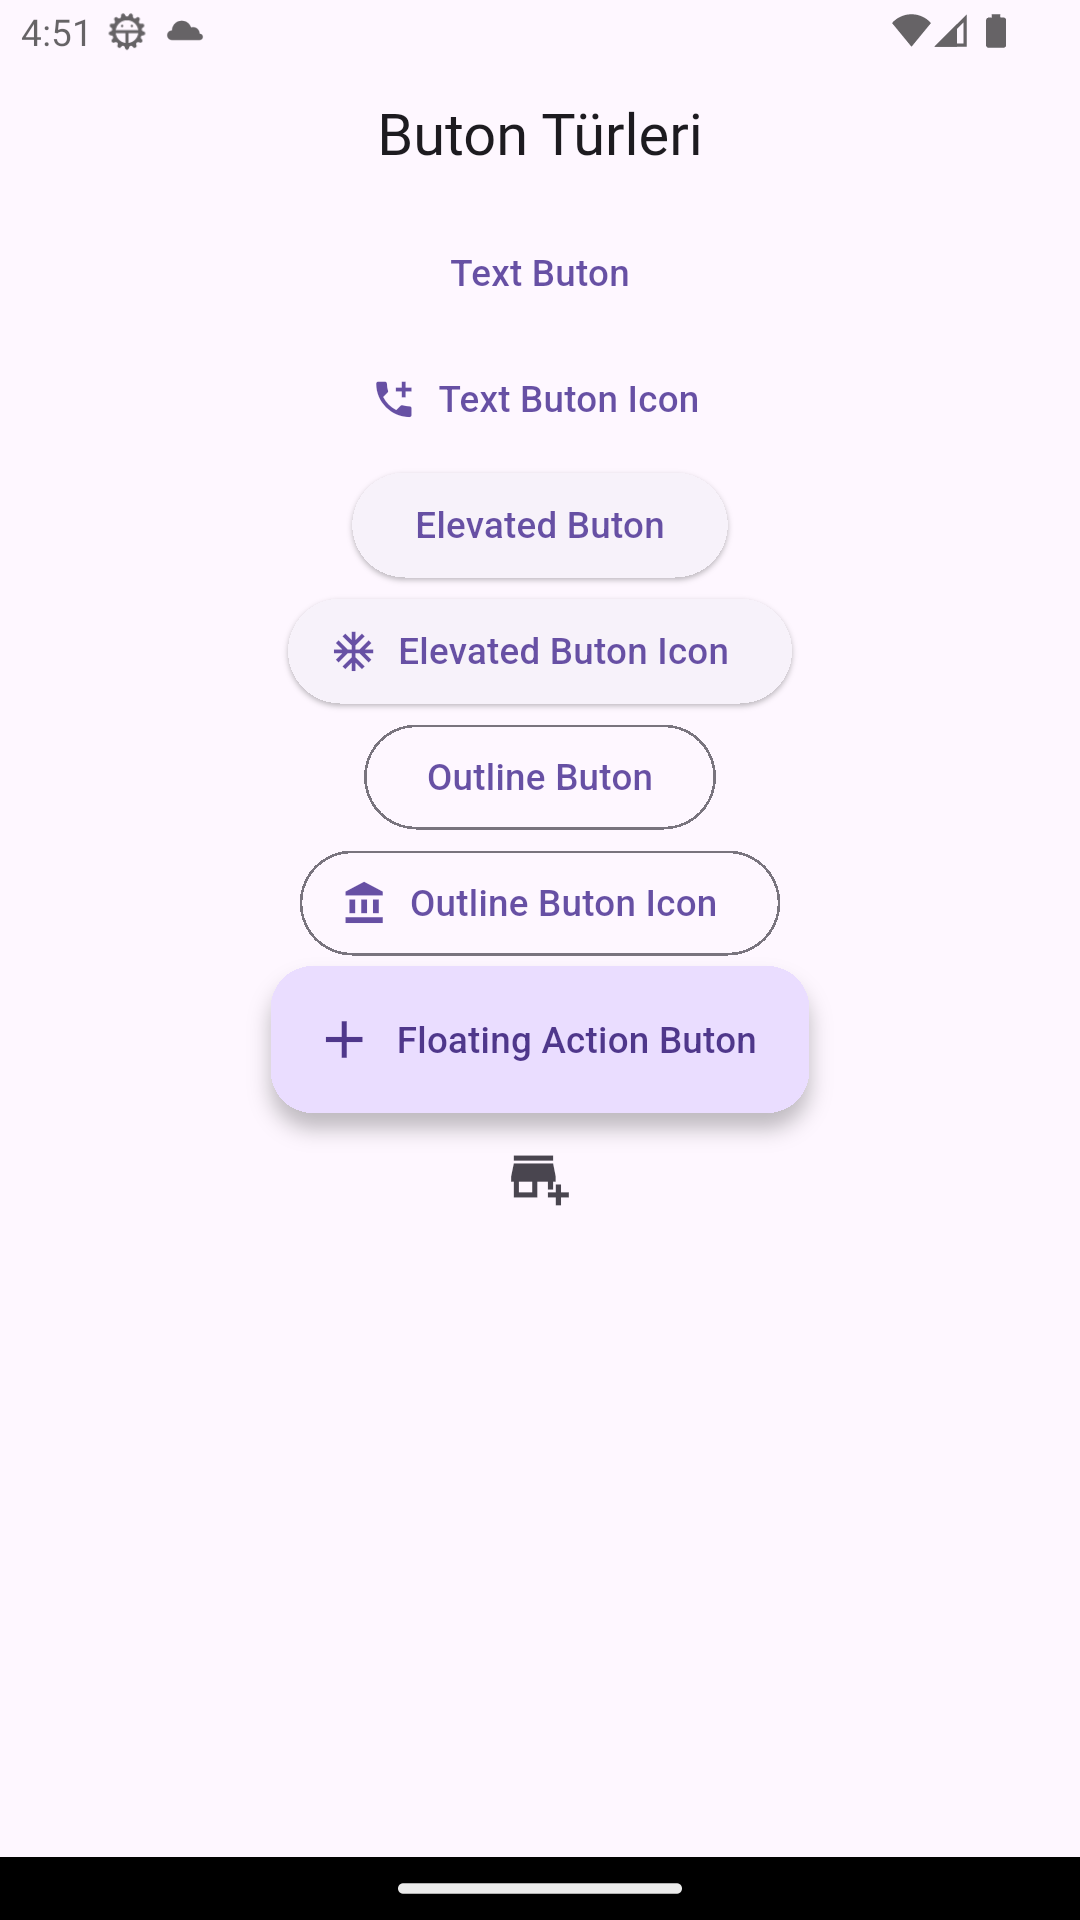 4:51
Buton Türleri
Text Buton
Text Buton Icon
Elevated Buton
Elevated Buton Icon
Outline Buton
Outline Buton Icon
Floating Action Buton